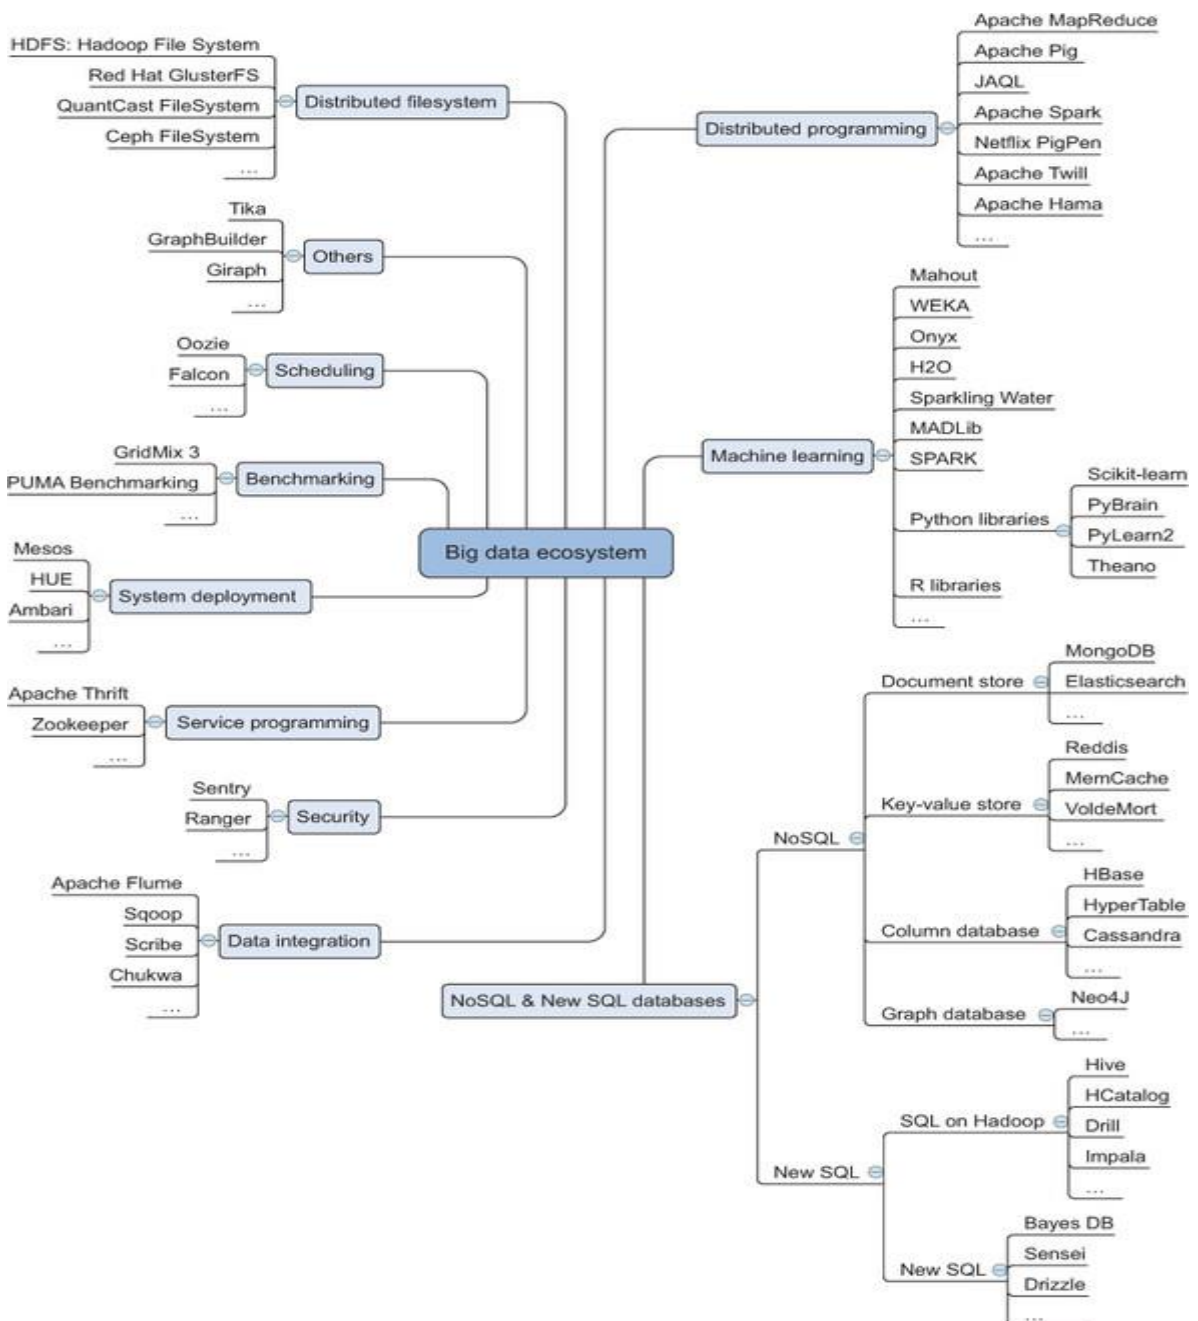 HDFS: Hadoop File System
Red Hat GlusterFS
QuantCast FileSystem
Ceph FileSystem
...
Distributed filesystem
Tika
GraphBuilder
Giraph
...
Others
Oozie
Falcon
...
Scheduling
GridMix 3
PUMA Benchmarking
...
Benchmarking
Mesos
HUE
Ambari
...
System deployment
Apache Thrift
Zookeeper
...
Service programming
Sentry
Ranger
...
Security
Apache Flume
Sqoop
Scribe
Chukwa
...
Data integration
Big data ecosystem
Distributed programming
Apache MapReduce
Apache Pig
JAQL
Apache Spark
Netflix PigPen
Apache Twill
Apache Hama
...
Machine learning
Mahout
WEKA
Onyx
H2O
Sparkling Water
MADLib
SPARK
Python libraries
Scikit-learn
PyBrain
PyLearn2
Theano
R libraries
...
NoSQL & New SQL databases
NoSQL
Document store
MongoDB
Elasticsearch
...
Key-value store
Reddis
MemCache
VoldeMort
...
Column database
HBase
HyperTable
Cassandra
...
Graph database
Neo4J
...
New SQL
SQL on Hadoop
Hive
HCatalog
Drill
Impala
...
New SQL
Bayes DB
Sensei
Drizzle
...